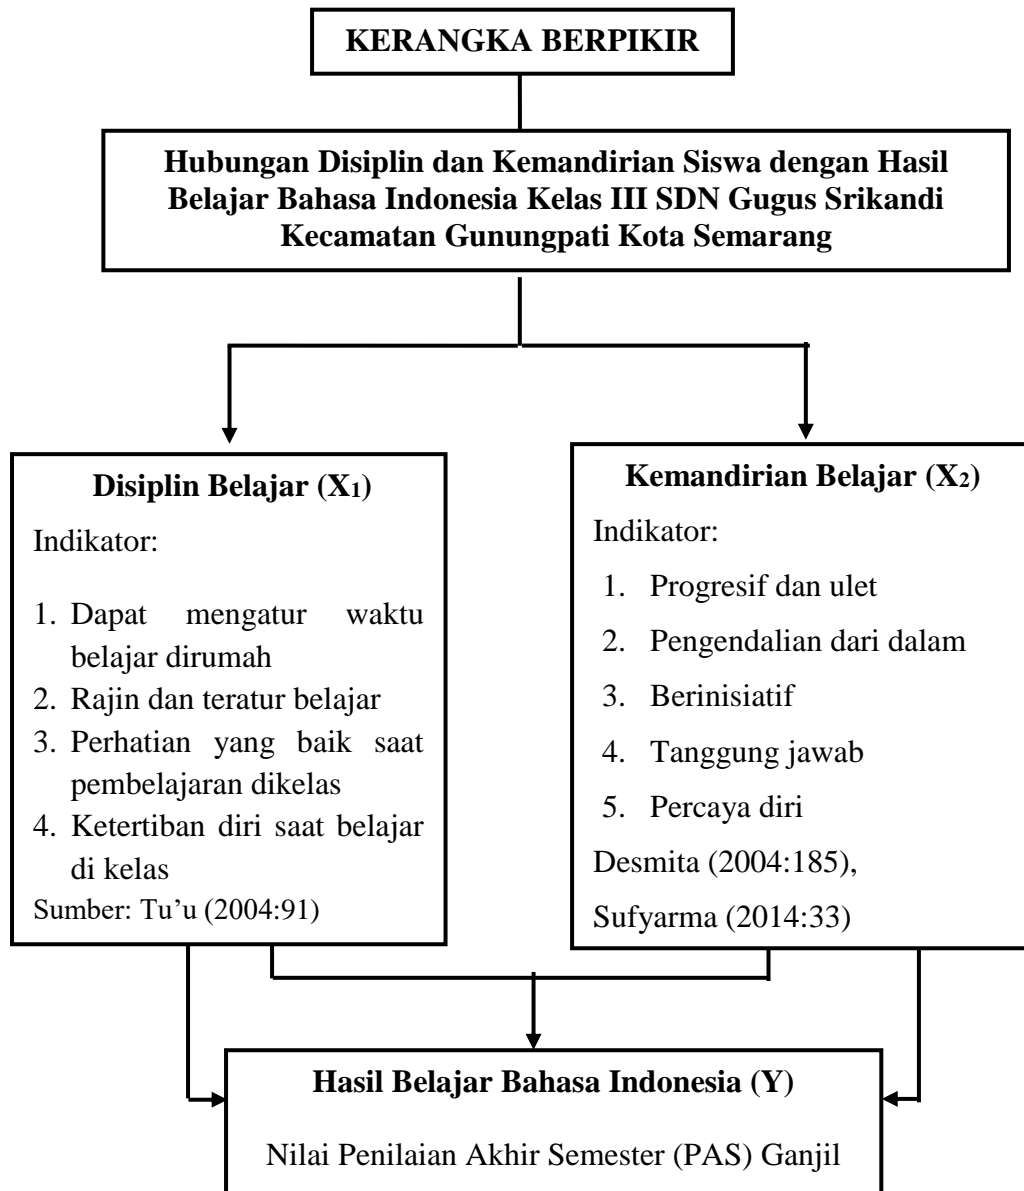 KERANGKA BERPIKIR
Hubungan Disiplin dan Kemandirian Siswa dengan Hasil
Belajar Bahasa Indonesia Kelas III SDN Gugus Srikandi
Kecamatan Gunungpati Kota Semarang
Disiplin Belajar (X1)
Indikator:
1. Dapat mengatur waktu
belajar dirumah
2. Rajin dan teratur belajar
3. Perhatian yang baik saat
pembelajaran dikelas
4. Ketertiban diri saat belajar
di kelas
Sumber: Tu’u (2004:91)
Kemandirian Belajar (X2)
Indikator:
1. Progresif dan ulet
2. Pengendalian dari dalam
3. Berinisiatif
4. Tanggung jawab
5. Percaya diri
Desmita (2004:185),
Sufyarma (2014:33)
Hasil Belajar Bahasa Indonesia (Y)
Nilai Penilaian Akhir Semester (PAS) Ganjil